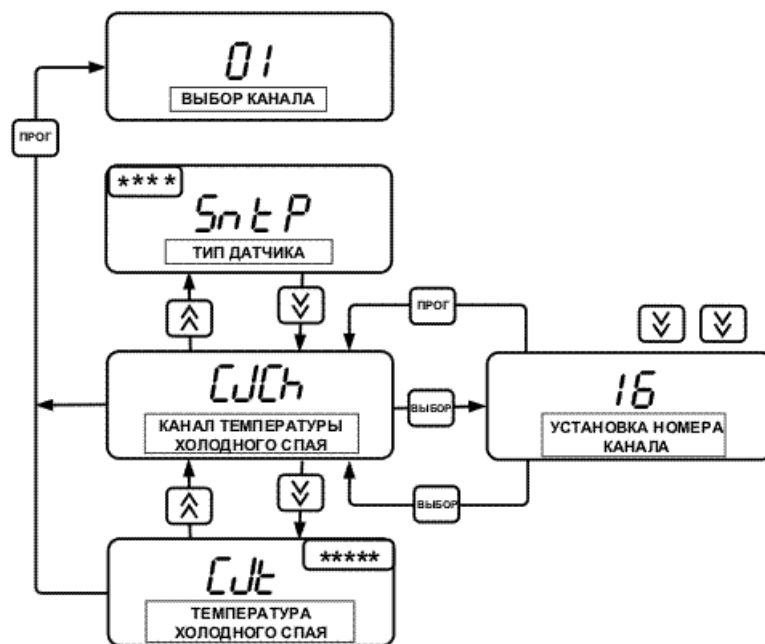 01
ВЫБОР КАНАЛА
ПРОГ
****
SntP
ТИП ДАТЧИКА
ПРОГ
CJCh
КАНАЛ ТЕМПЕРАТУРЫ
ХОЛОДНОГО СПАЯ
ВЫБОР
16
УСТАНОВКА НОМЕРА
КАНАЛА
ВЫБОР
*****
CJt
ТЕМПЕРАТУРА
ХОЛОДНОГО СПАЯ